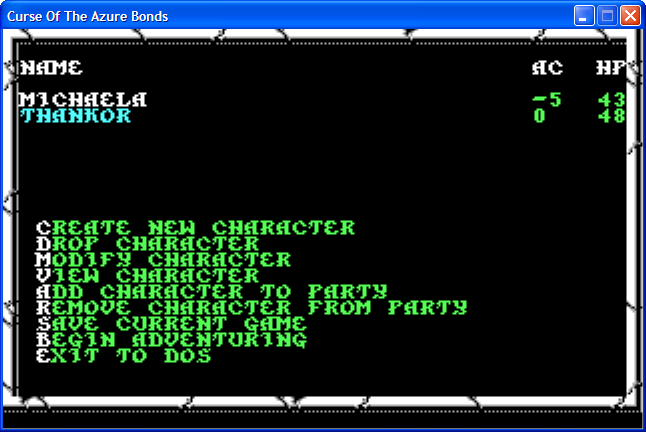 Curse Of The Azure Bonds
NAME AC HP
MICHAELA -5 43
THANKOR 0 48
CREATE NEW CHARACTER
DROP CHARACTER
MODIFY CHARACTER
VIEW CHARACTER
ADD CHARACTER TO PARTY
REMOVE CHARACTER FROM PARTY
SAVE CURRENT GAME
BEGIN ADVENTURING
EXIT TO DOS